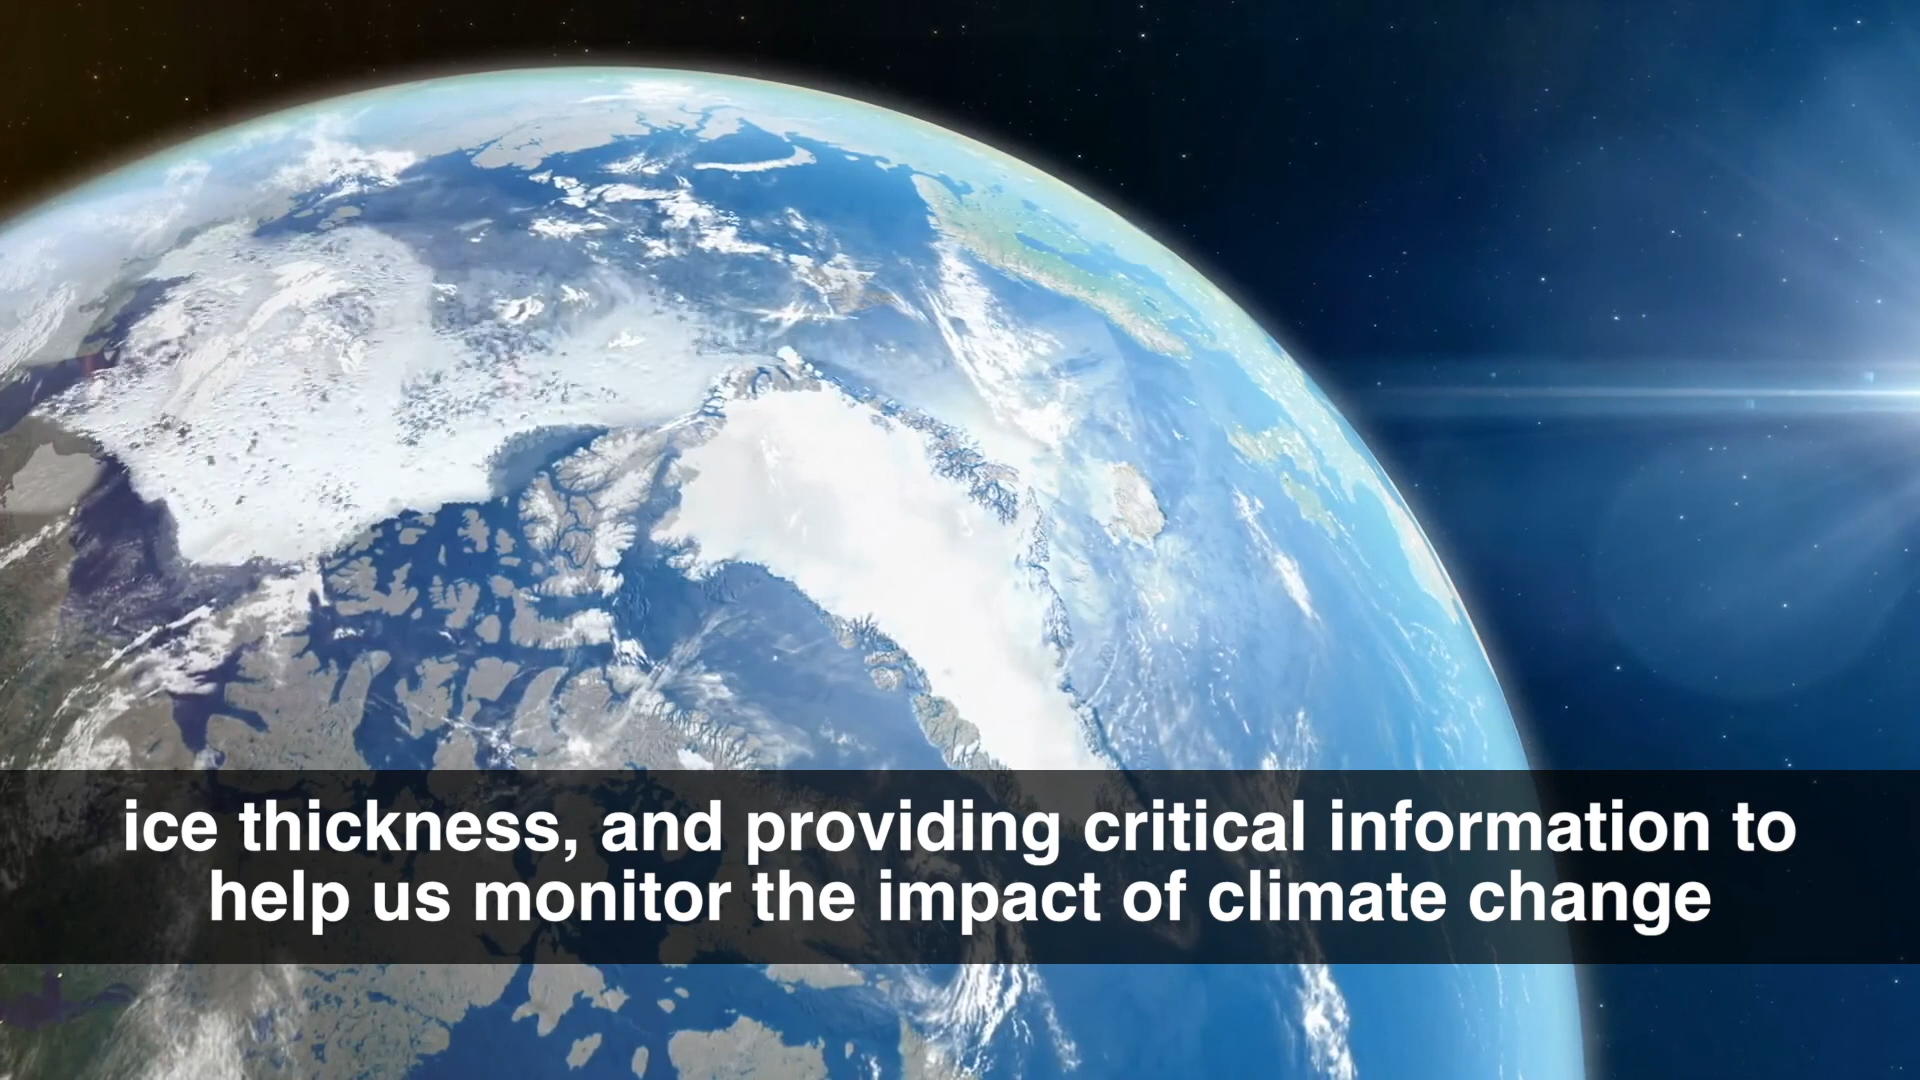 ice thickness, and providing critical information to
help us monitor the impact of climate change